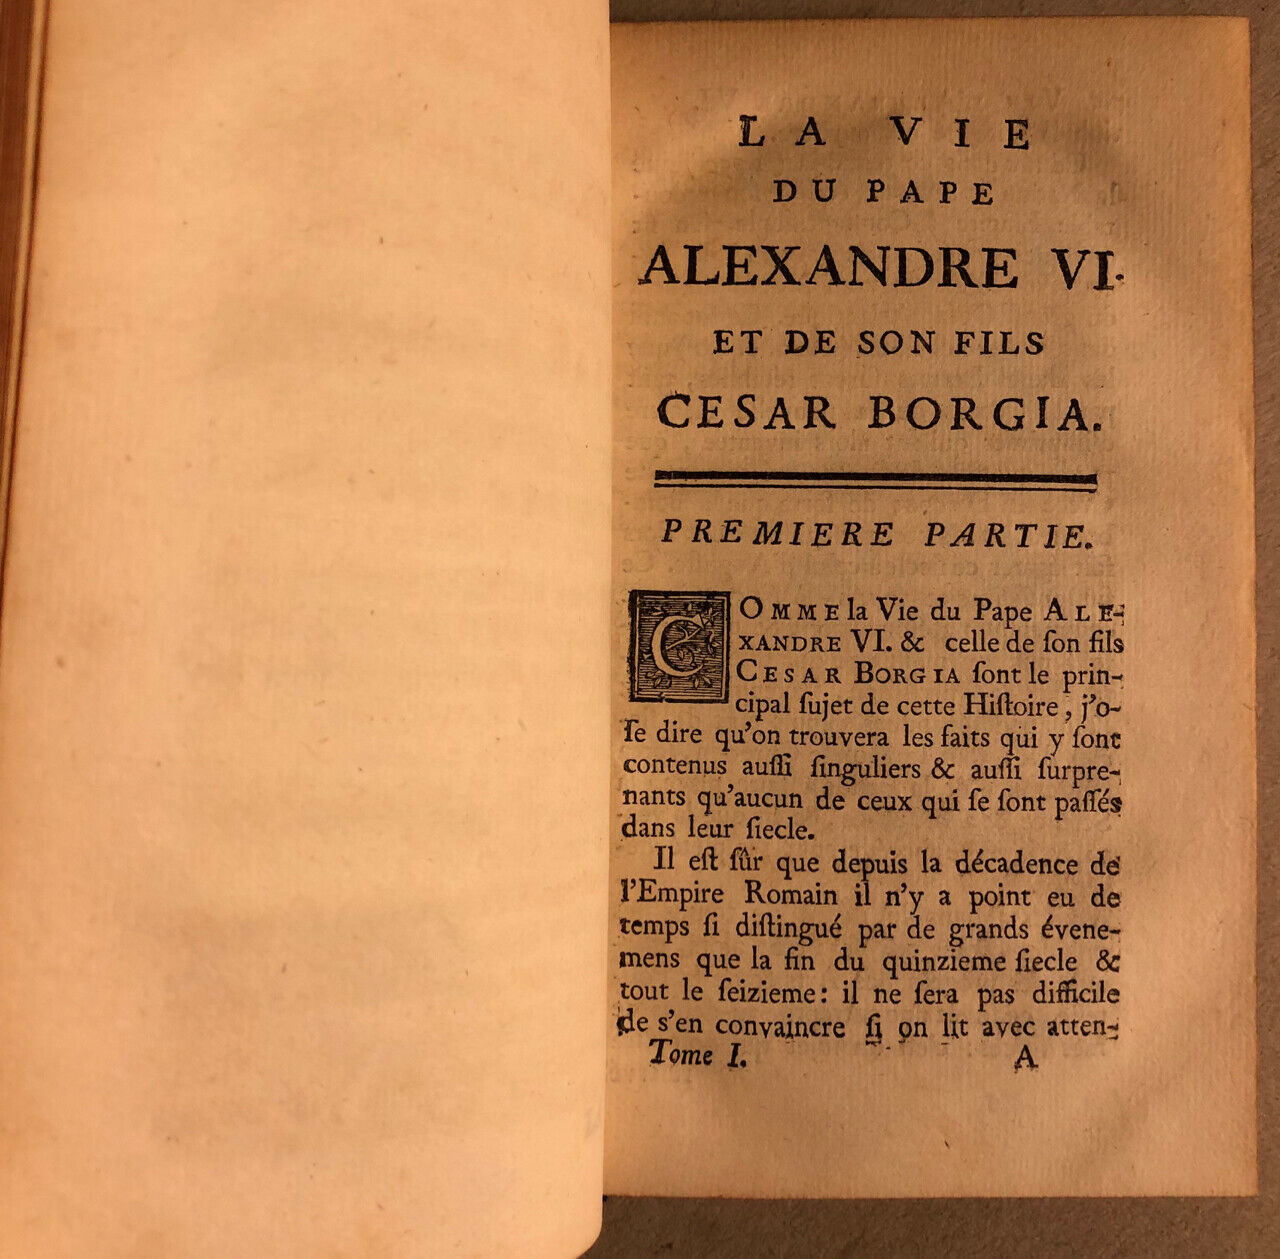 LA VIE
DU PAPE
ALEXANDRE VI.
ET DE SON FILS
CESAR BORGIA.
PREMIERE PARTIE.
COMME la Vie du Pape ALE-
XANDRE VI. & celle de ſon fils
CESAR BORGIA ſont le prin-
cipal ſujet de cette Hiſtoire, j'o-
ſe dire qu'on trouvera les faits qui y ſont
contenus auſſi ſinguliers & auſſi ſurpre-
nants qu'aucun de ceux qui ſe ſont paſſés
dans leur ſiecle.
Il eſt ſûr que depuis la décadence de
l'Empire Romain il n'y a point eu de
temps ſi diſtingué par de grands évene-
mens que la fin du quinzieme ſiecle &
tout le ſeizieme: il ne ſera pas difficile
de s'en convaincre ſi on lit avec atten-
Tome I. A